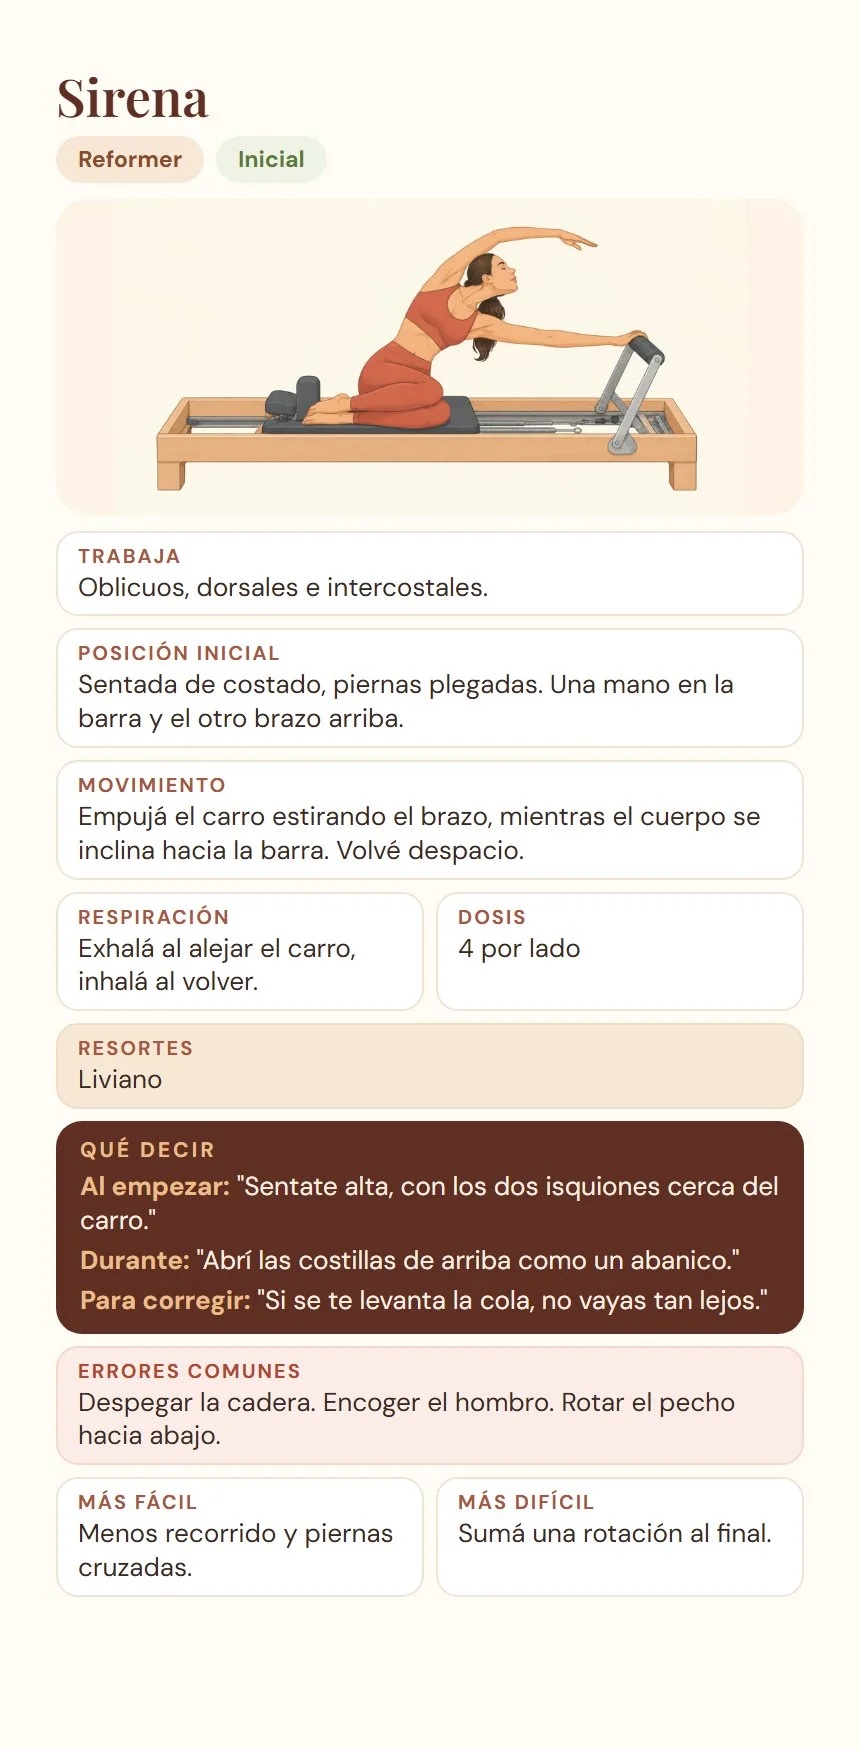 Sirena
Reformer
Inicial
TRABAJA
Oblicuos, dorsales e intercostales.
POSICIÓN INICIAL
Sentada de costado, piernas plegadas. Una mano en la
barra y el otro brazo arriba.
MOVIMIENTO
Empujá el carro estirando el brazo, mientras el cuerpo se
inclina hacia la barra. Volvé despacio.
RESPIRACIÓN
Exhalá al alejar el carro,
inhalá al volver.
DOSIS
4 por lado
RESORTES
Liviano
QUÉ DECIR
Al empezar: "Sentate alta, con los dos isquiones cerca del
carro."
Durante: "Abrí las costillas de arriba como un abanico."
Para corregir: "Si se te levanta la cola, no vayas tan lejos."
ERRORES COMUNES
Despegar la cadera. Encoger el hombro. Rotar el pecho
hacia abajo.
MÁS FÁCIL
Menos recorrido y piernas
cruzadas.
MÁS DIFÍCIL
Sumá una rotación al final.